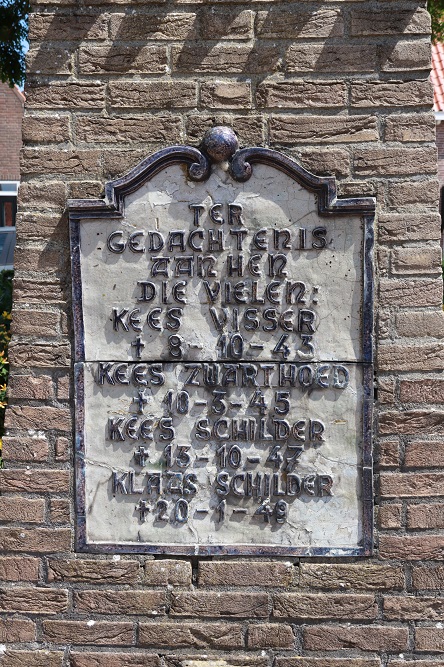 TER
GEDACHTENIS
AAN HEN
DIE VIELEN:
KEES VISSER
† 8-10-43
KEES ZWARTHOED
† 18-3-45
KEES SCHILDER
† 13-10-47
KLAAS SCHILDER
† 20-1-49